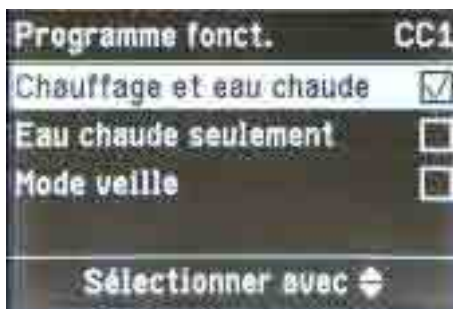 Programme fonct. CC1
Chauffage et eau chaude
Eau chaude seulement
Mode veille
Sélectionner avec